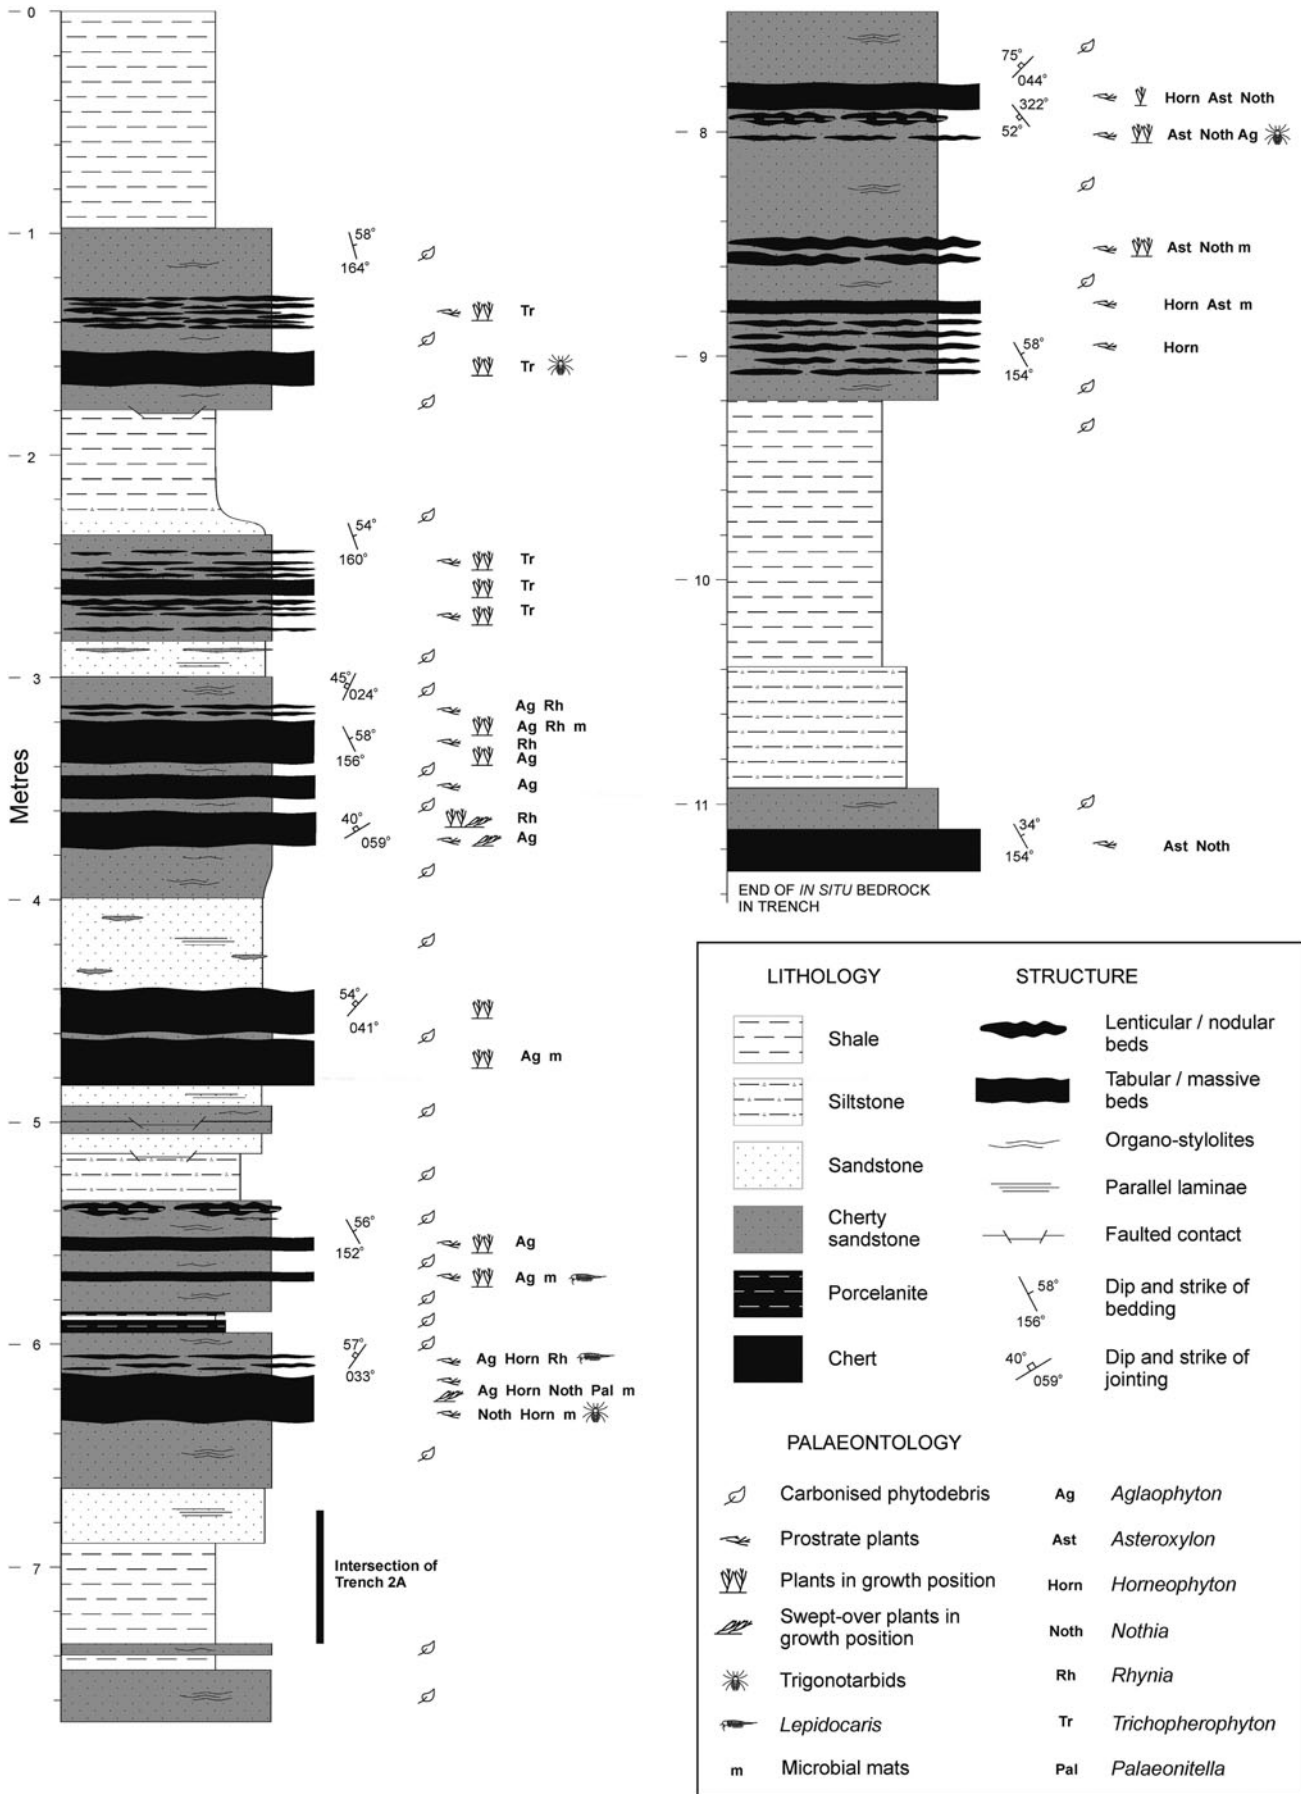 0
58°
1
164°
Tr
Tr
2
54°
160°
Tr
Tr
Tr
3
45°
024°
Ag Rh
Ag Rh m
58°
Rh
156°
Ag
Ag
Metres
40°
Rh
059°
Ag
4
54°
041°
Ag m
5
56°
152°
Ag
Ag m
6
57°
033°
Ag Horn Rh
Ag Horn Noth Pal m
Noth Horn m
7
Intersection of
Trench 2A
75°
044°
322°
Horn Ast Noth
8
52°
Ast Noth Ag
Ast Noth m
Horn Ast m
9
58°
154°
Horn
10
11
34°
154°
Ast Noth
END OF IN SITU BEDROCK
IN TRENCH
LITHOLOGY
Shale
Siltstone
Sandstone
Cherty
sandstone
Porcelanite
Chert
STRUCTURE
Lenticular / nodular
beds
Tabular / massive
beds
Organo-stylolites
Parallel laminae
Faulted contact
58°
156°
Dip and strike of
bedding
40°
059°
Dip and strike of
jointing
PALAEONTOLOGY
Carbonised phytodebris
Prostrate plants
Plants in growth position
Swept-over plants in
growth position
Trigonotarbids
Lepidocaris
m Microbial mats
Ag Aglaophyton
Ast Asteroxylon
Horn Horneophyton
Noth Nothia
Rh Rhynia
Tr Trichopherophyton
Pal Palaeonitella